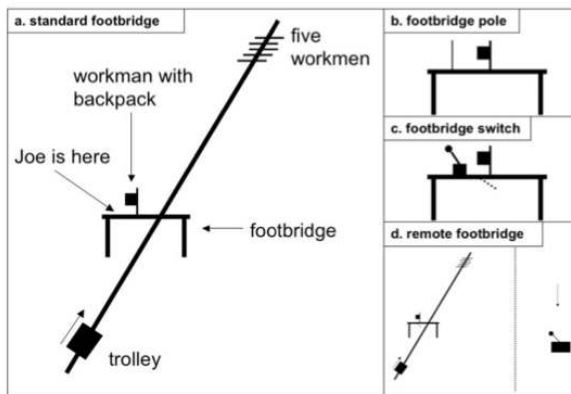 a. standard footbridge
five
workmen
workman with
backpack
Joe is here
footbridge
trolley
b. footbridge pole
c. footbridge switch
d. remote footbridge